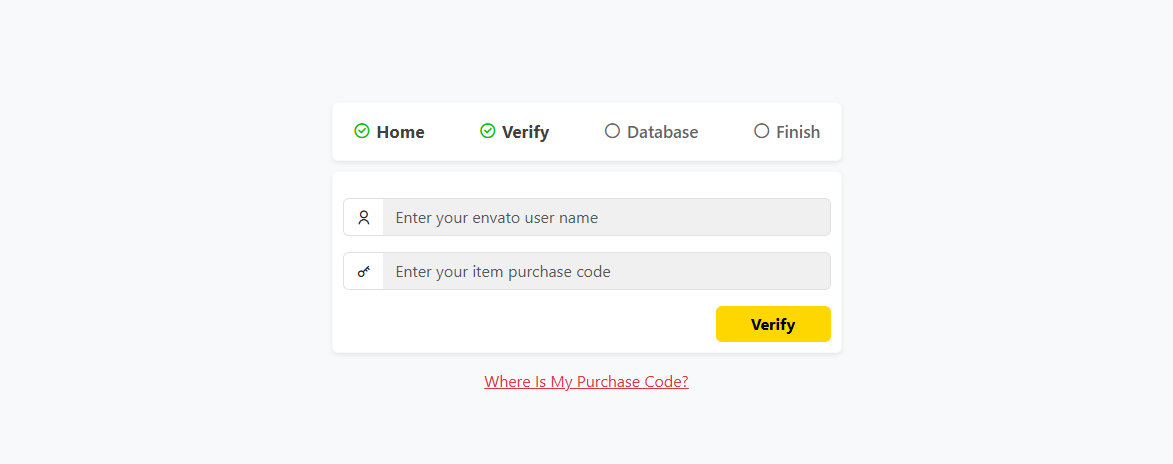 Home Verify Database Finish
Enter your envato user name
Enter your item purchase code
Verify
Where Is My Purchase Code?